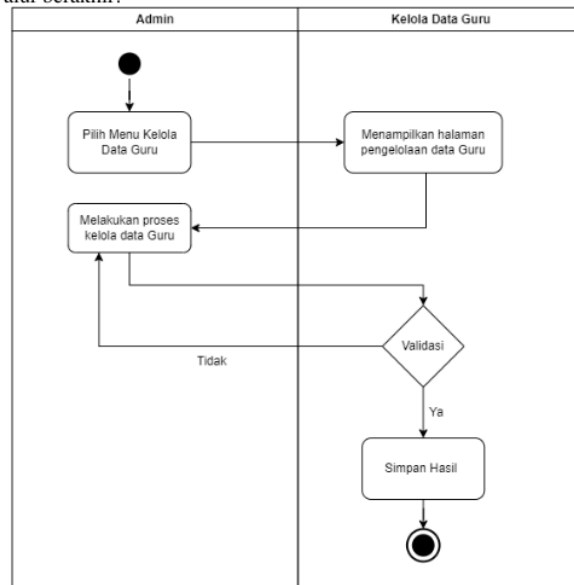 Admin
Kelola Data Guru
Pilih Menu Kelola
Data Guru
Menampilkan halaman
pengelolaan data Guru
Melakukan proses
kelola data Guru
Validasi
Tidak
Ya
Simpan Hasil